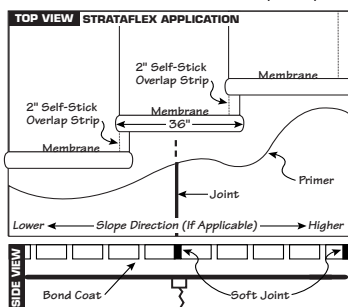 TOP VIEW STRATAFLEX APPLICATION
2" Self-Stick
Overlap Strip
Membrane
2" Self-Stick
Overlap Strip
Membrane
36"
Membrane
Primer
Joint
Lower Slope Direction (If Applicable) Higher
SIDE VIEW
Bond Coat
Soft Joint